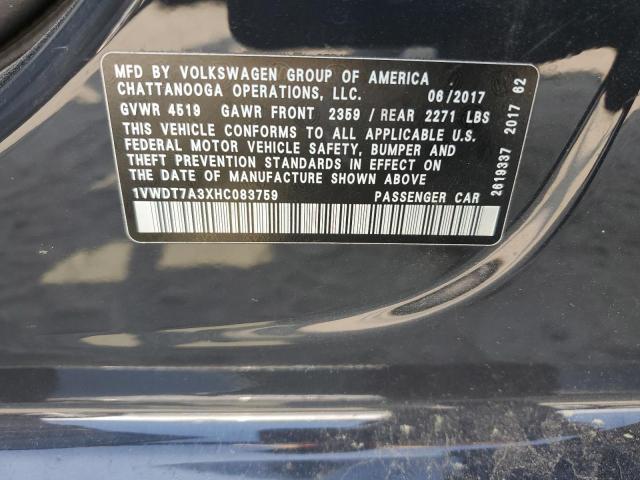 MFD BY VOLKSWAGEN GROUP OF AMERICA
CHATTANOOGA OPERATIONS, LLC. 06/2017
GVWR 4519 GAWR FRONT 2359 / REAR 2271 LBS
THIS VEHICLE CONFORMS TO ALL APPLICABLE U.S.
FEDERAL MOTOR VEHICLE SAFETY, BUMPER AND
THEFT PREVENTION STANDARDS IN EFFECT ON
THE DATE OF MANUFACTURE SHOWN ABOVE
1VWDT7A3XHC083759 PASSENGER CAR
2619337 2017 62